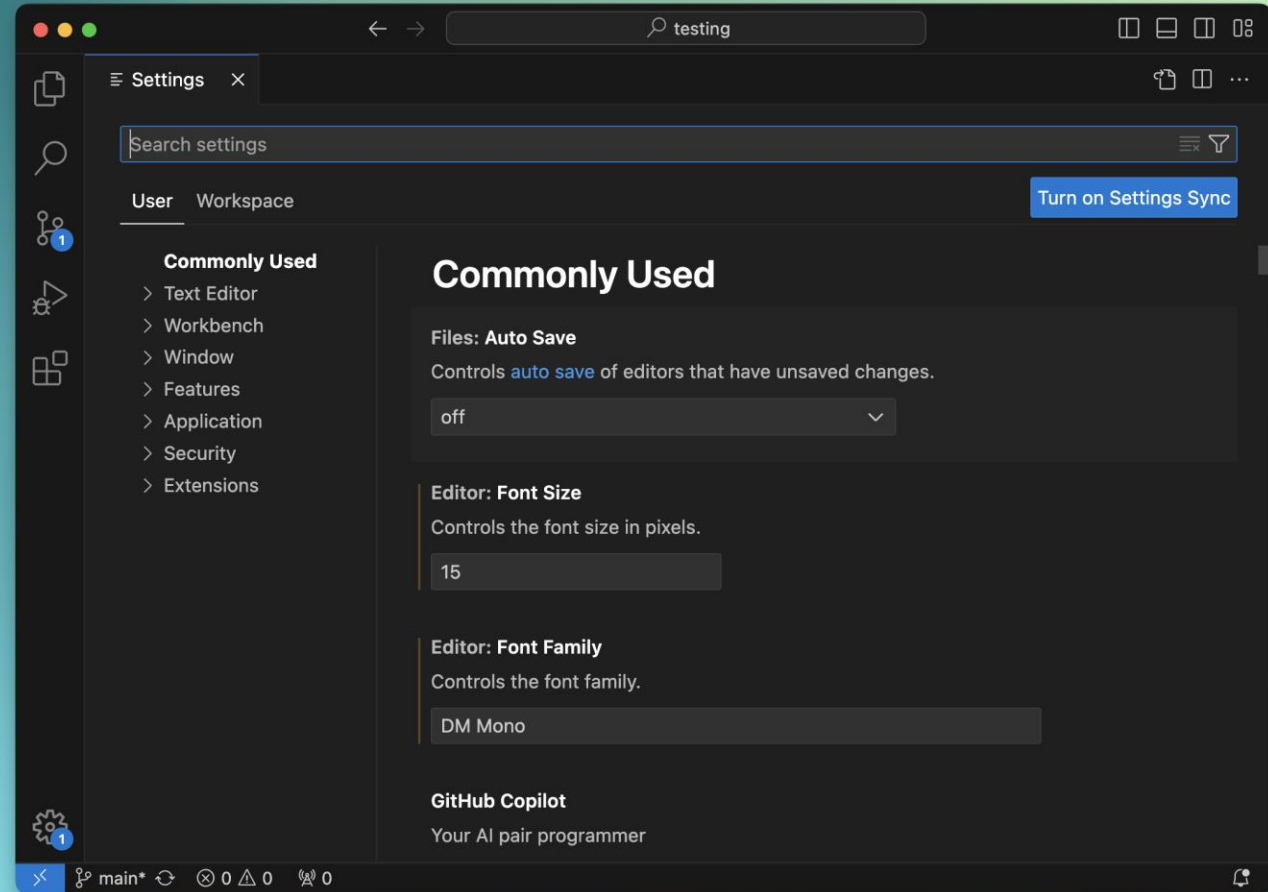 testing
Settings
Search settings
User Workspace
Turn on Settings Sync
Commonly Used
Text Editor
Workbench
Window
Features
Application
Security
Extensions
Commonly Used
Files: Auto Save
Controls auto save of editors that have unsaved changes.
off
Editor: Font Size
Controls the font size in pixels.
15
Editor: Font Family
Controls the font family.
DM Mono
GitHub Copilot
Your AI pair programmer
1
1
main* 0 0 0